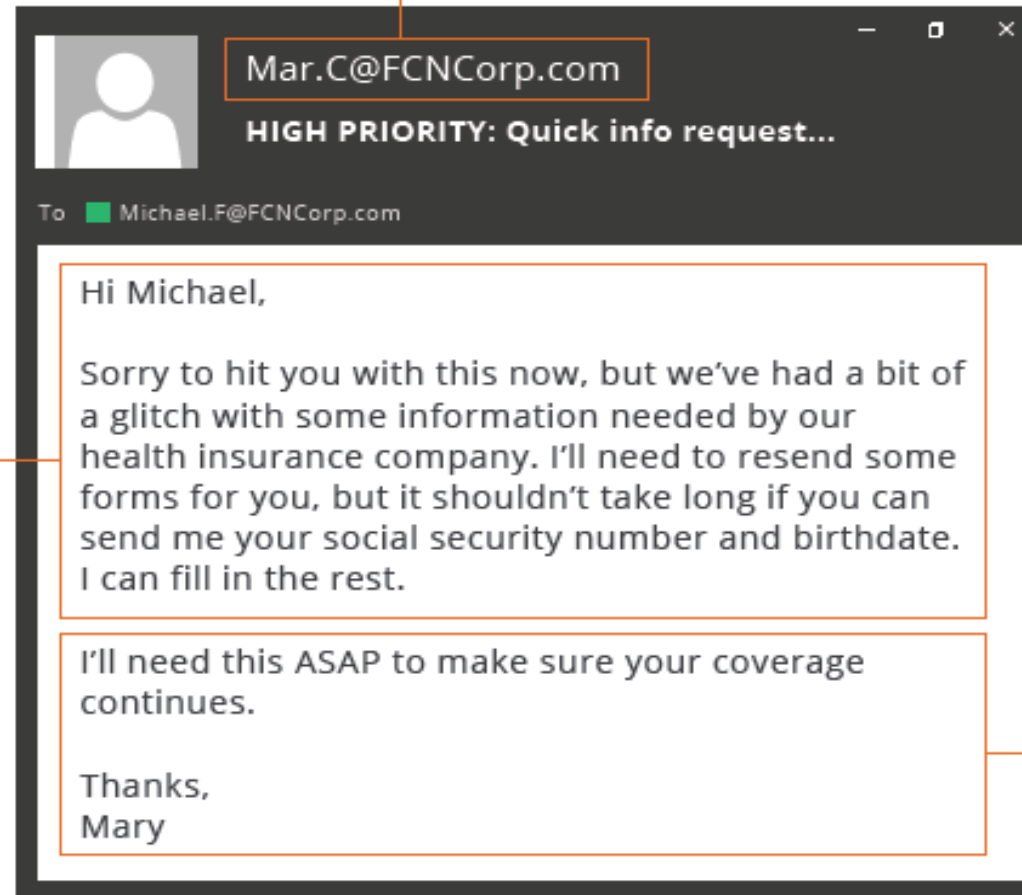 Mar.C@FCNCorp.com
HIGH PRIORITY: Quick info request...
To Michael.F@FCNCorp.com
Hi Michael,
Sorry to hit you with this now, but we’ve had a bit of
a glitch with some information needed by our
health insurance company. I’ll need to resend some
forms for you, but it shouldn’t take long if you can
send me your social security number and birthdate.
I can fill in the rest.
I’ll need this ASAP to make sure your coverage
continues.
Thanks,
Mary